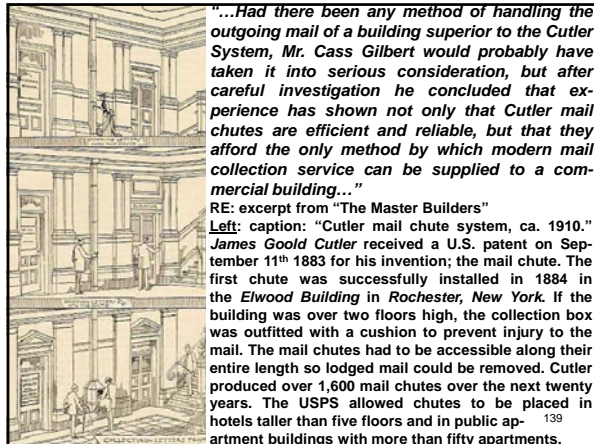 "…Had there been any method of handling the
outgoing mail of a building superior to the Cutler
System, Mr. Cass Gilbert would probably have
taken it into serious consideration, but after
careful investigation he concluded that ex-
perience has shown not only that Cutler mail
chutes are efficient and reliable, but that they
afford the only method by which modern mail
collection service can be supplied to a com-
mercial building…"
RE: excerpt from "The Master Builders"
Left: caption: "Cutler mail chute system, ca. 1910."
James Goold Cutler received a U.S. patent on Sep-
tember 11th 1883 for his invention; the mail chute. The
first chute was successfully installed in 1884 in
the Elwood Building in Rochester, New York. If the
building was over two floors high, the collection box
was outfitted with a cushion to prevent injury to the
mail. The mail chutes had to be accessible along their
entire length so lodged mail could be removed. Cutler
produced over 1,600 mail chutes over the next twenty
years. The USPS allowed chutes to be placed in
hotels taller than five floors and in public ap-
artment buildings with more than fifty apartments.
139
COLLECTING LETTERS FROM